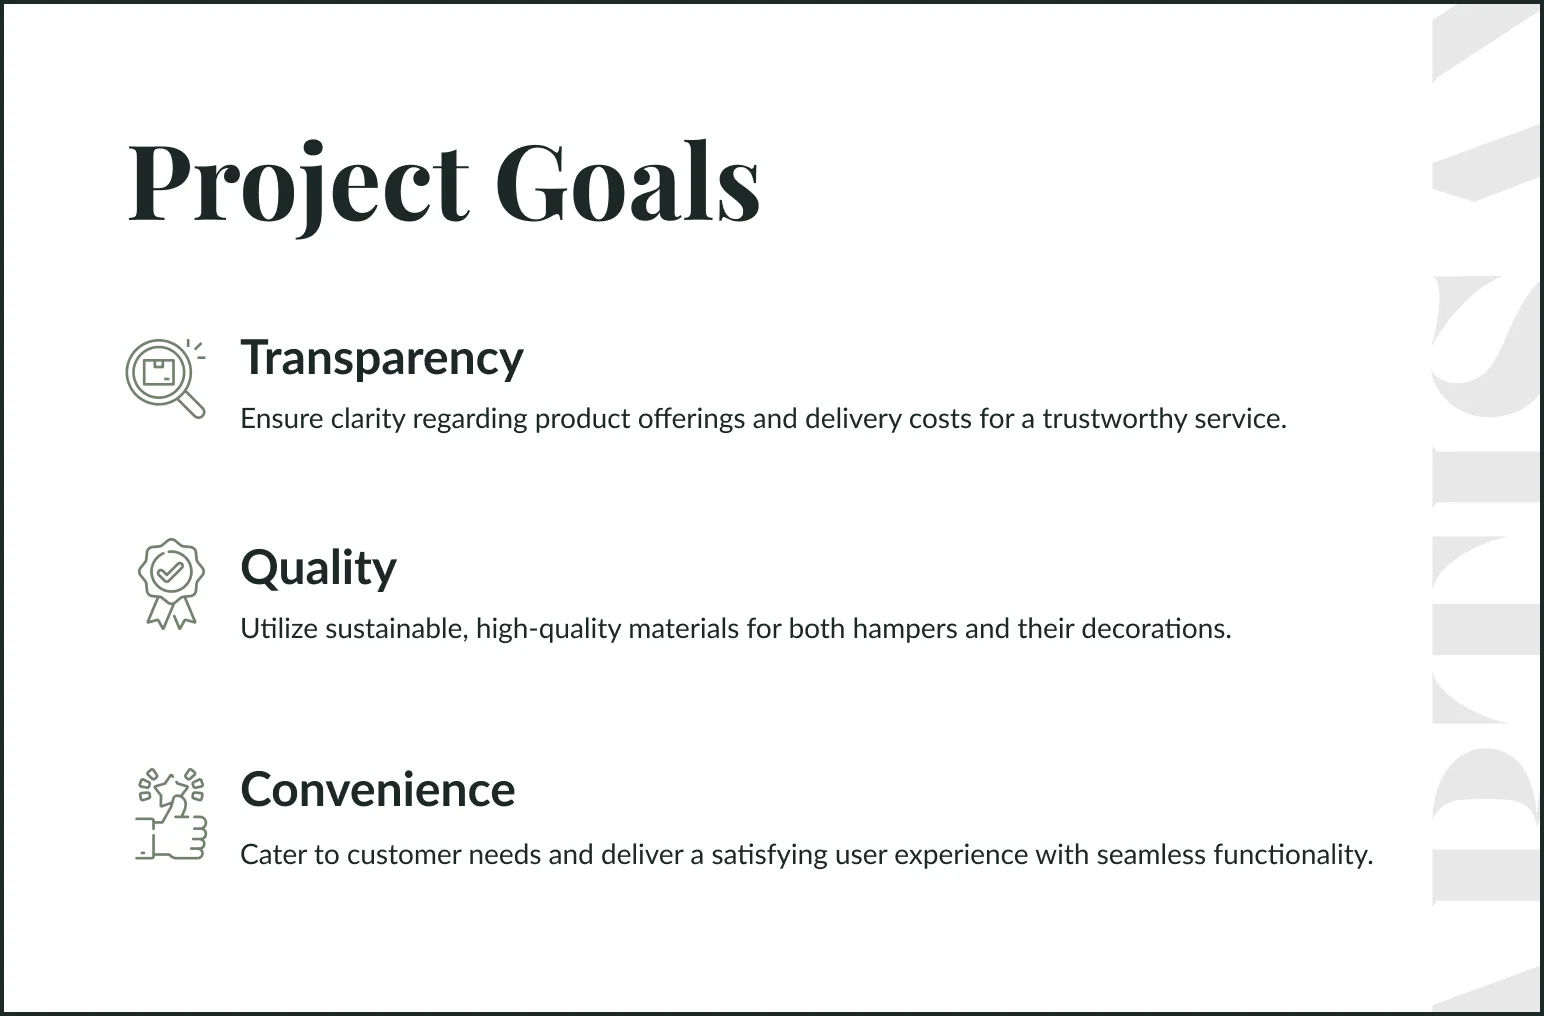 Project Goals
Transparency
Ensure clarity regarding product offerings and delivery costs for a trustworthy service.
Quality
Utilize sustainable, high-quality materials for both hampers and their decorations.
Convenience
Cater to customer needs and deliver a satisfying user experience with seamless functionality.